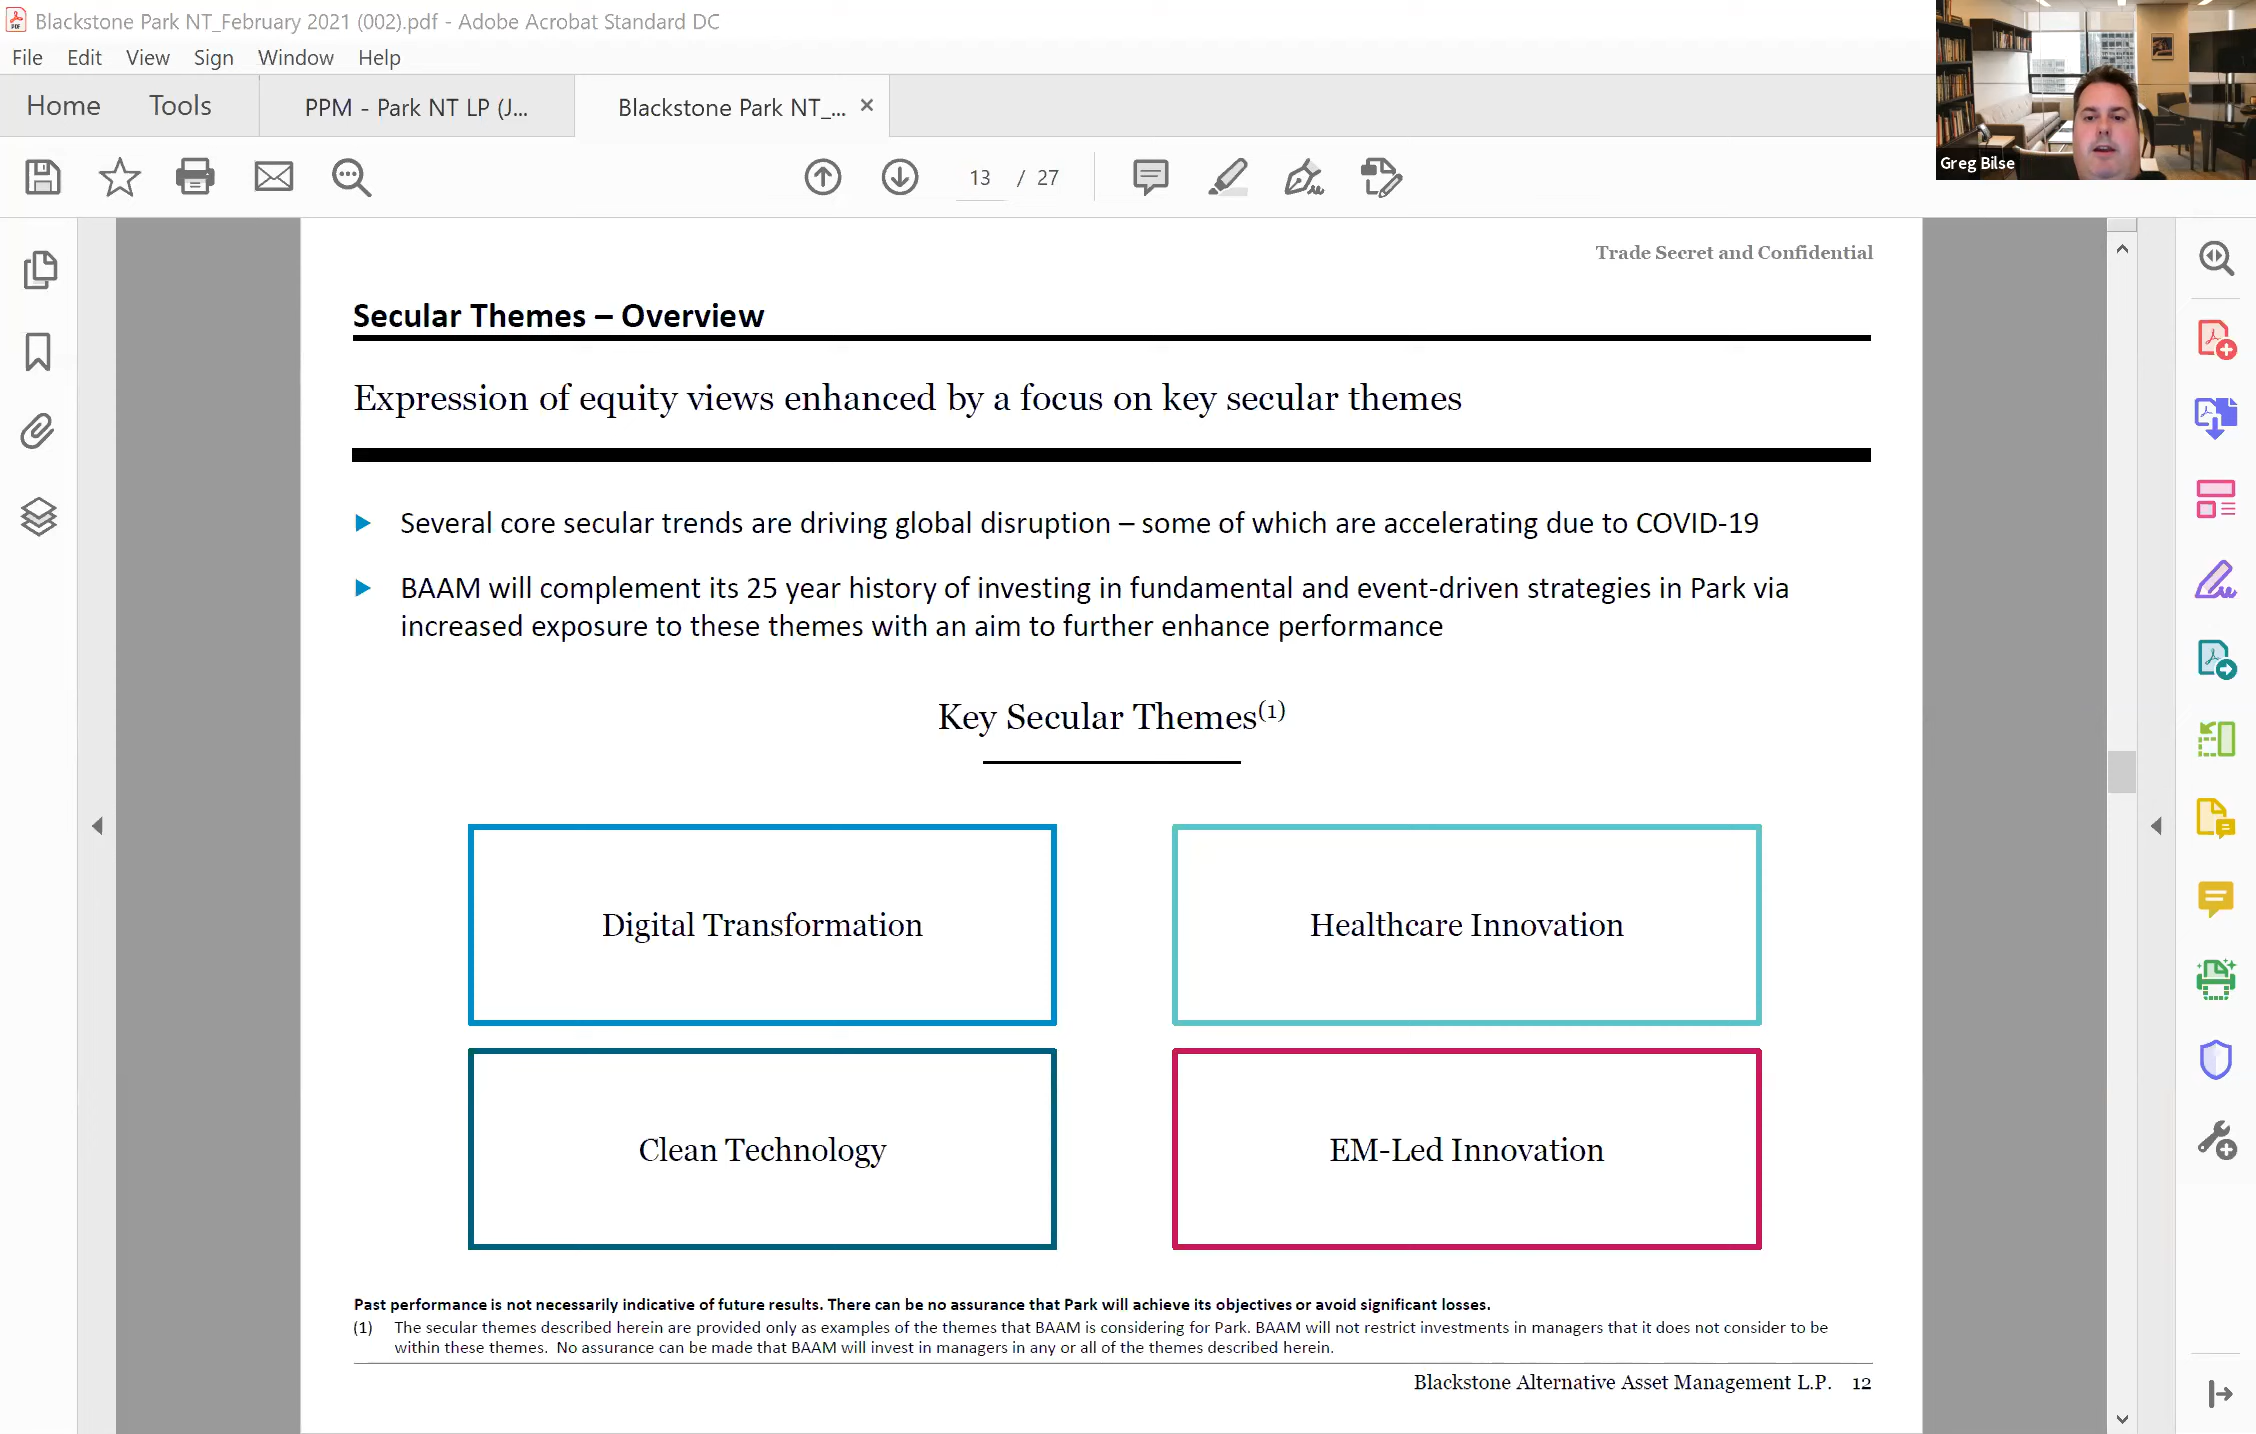 Blackstone Park NT_February 2021 (002).pdf - Adobe Acrobat Standard DC
File Edit View Sign Window Help
Home Tools PPM - Park NT LP (J... Blackstone Park NT_... ×
13 / 27
Greg Bilse
Trade Secret and Confidential
Secular Themes – Overview
Expression of equity views enhanced by a focus on key secular themes
Several core secular trends are driving global disruption – some of which are accelerating due to COVID-19
BAAM will complement its 25 year history of investing in fundamental and event-driven strategies in Park via
increased exposure to these themes with an aim to further enhance performance
Key Secular Themes(1)
Digital Transformation
Healthcare Innovation
Clean Technology
EM-Led Innovation
Past performance is not necessarily indicative of future results. There can be no assurance that Park will achieve its objectives or avoid significant losses.
(1) The secular themes described herein are provided only as examples of the themes that BAAM is considering for Park. BAAM will not restrict investments in managers that it does not consider to be
within these themes. No assurance can be made that BAAM will invest in managers in any or all of the themes described herein.
Blackstone Alternative Asset Management L.P. 12